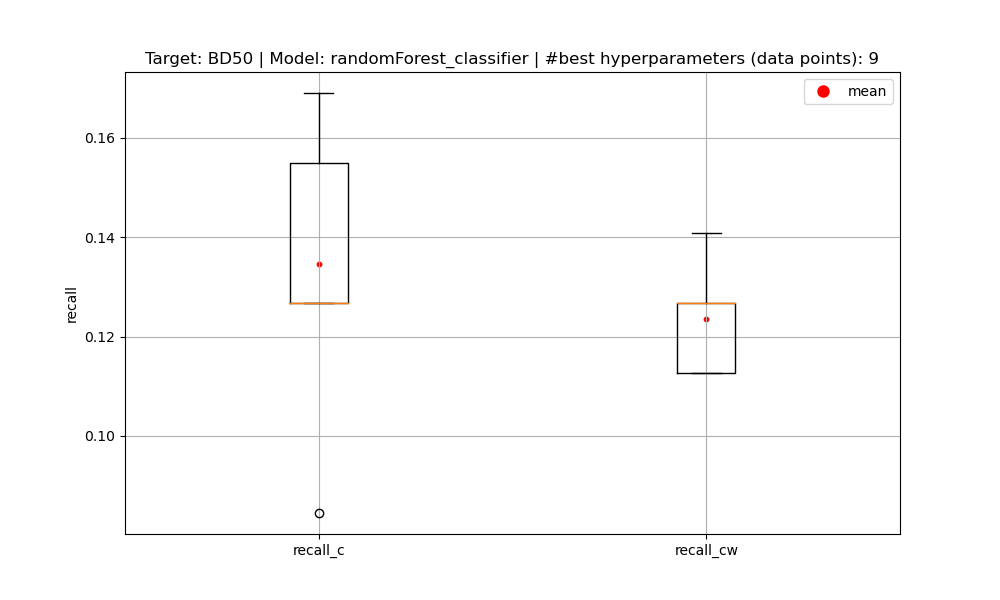 Target: BD50 | Model: randomForest_classifier | #best hyperparameters (data points): 9
mean
0.16
0.14
0.12
0.10
recall
recall_c
recall_cw